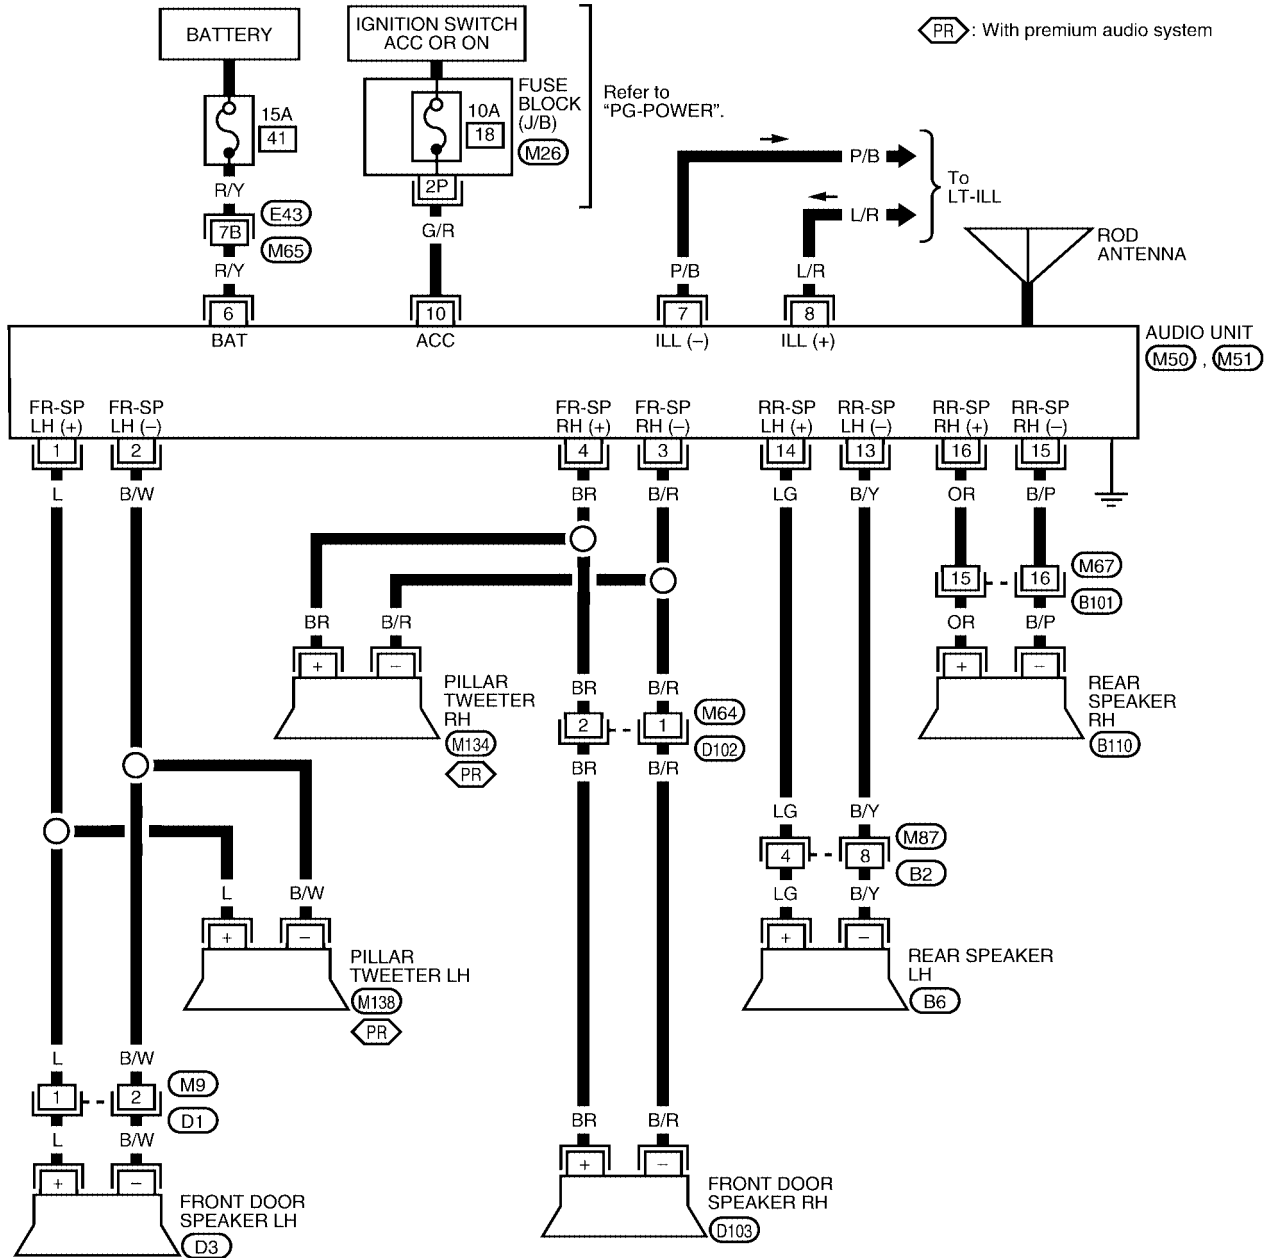 BATTERY
IGNITION SWITCH
ACC OR ON
PR : With premium audio system
15A
41
10A
18
FUSE
BLOCK
(J/B)
M26
Refer to
“PG-POWER”.
2P
R/Y
7B
E43
M65
R/Y
G/R
P/B
L/R
To
LT-ILL
P/B
L/R
ROD
ANTENNA
6
10
7
8
BAT
ACC
ILL (–)
ILL (+)
AUDIO UNIT
M50 , M51
FR-SP
LH (+)
FR-SP
LH (–)
FR-SP
RH (+)
FR-SP
RH (–)
RR-SP
LH (+)
RR-SP
LH (–)
RR-SP
RH (+)
RR-SP
RH (–)
1
2
4
3
14
13
16
15
L
B/W
BR
B/R
LG
B/Y
OR
B/P
15
16
M67
B101
OR
B/P
BR
B/R
+
–
+
–
PILLAR
TWEETER
RH
M134
PR
BR
B/R
2
1
M64
D102
BR
B/R
REAR
SPEAKER
RH
B110
LG
B/Y
4
8
M87
B2
LG
B/Y
L
B/W
+
–
+
–
PILLAR
TWEETER LH
M138
PR
REAR SPEAKER
LH
B6
L
B/W
1
2
M9
D1
L
B/W
BR
B/R
+
–
+
–
FRONT DOOR
SPEAKER LH
D3
FRONT DOOR
SPEAKER RH
D103